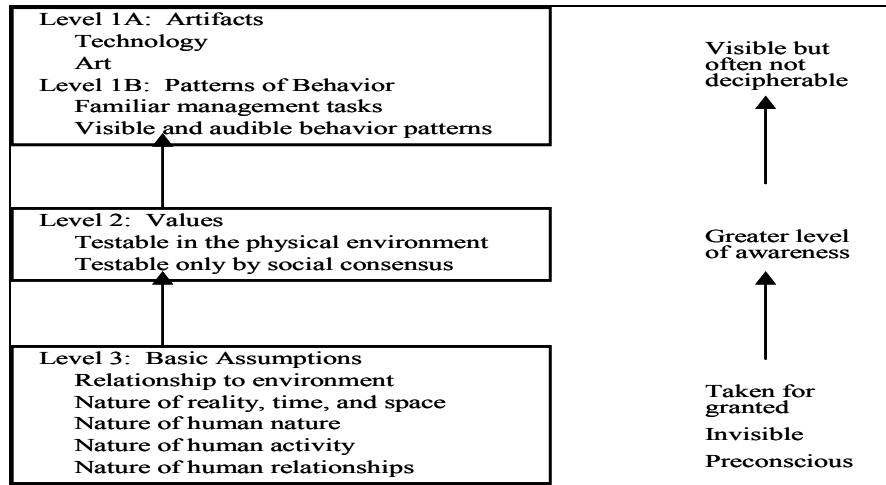 Level 1A:  Artifacts
Technology
Art
Level 1B:  Patterns of Behavior
Familiar management tasks
Visible and audible behavior patterns
Visible but
often not
decipherable
Level 2:  Values
Testable in the physical environment
Testable only by social consensus
Greater level
of awareness
Level 3:  Basic Assumptions
Relationship to environment
Nature of reality, time, and space
Nature of human nature
Nature of human activity
Nature of human relationships
Taken for
granted
Invisible
Preconscious